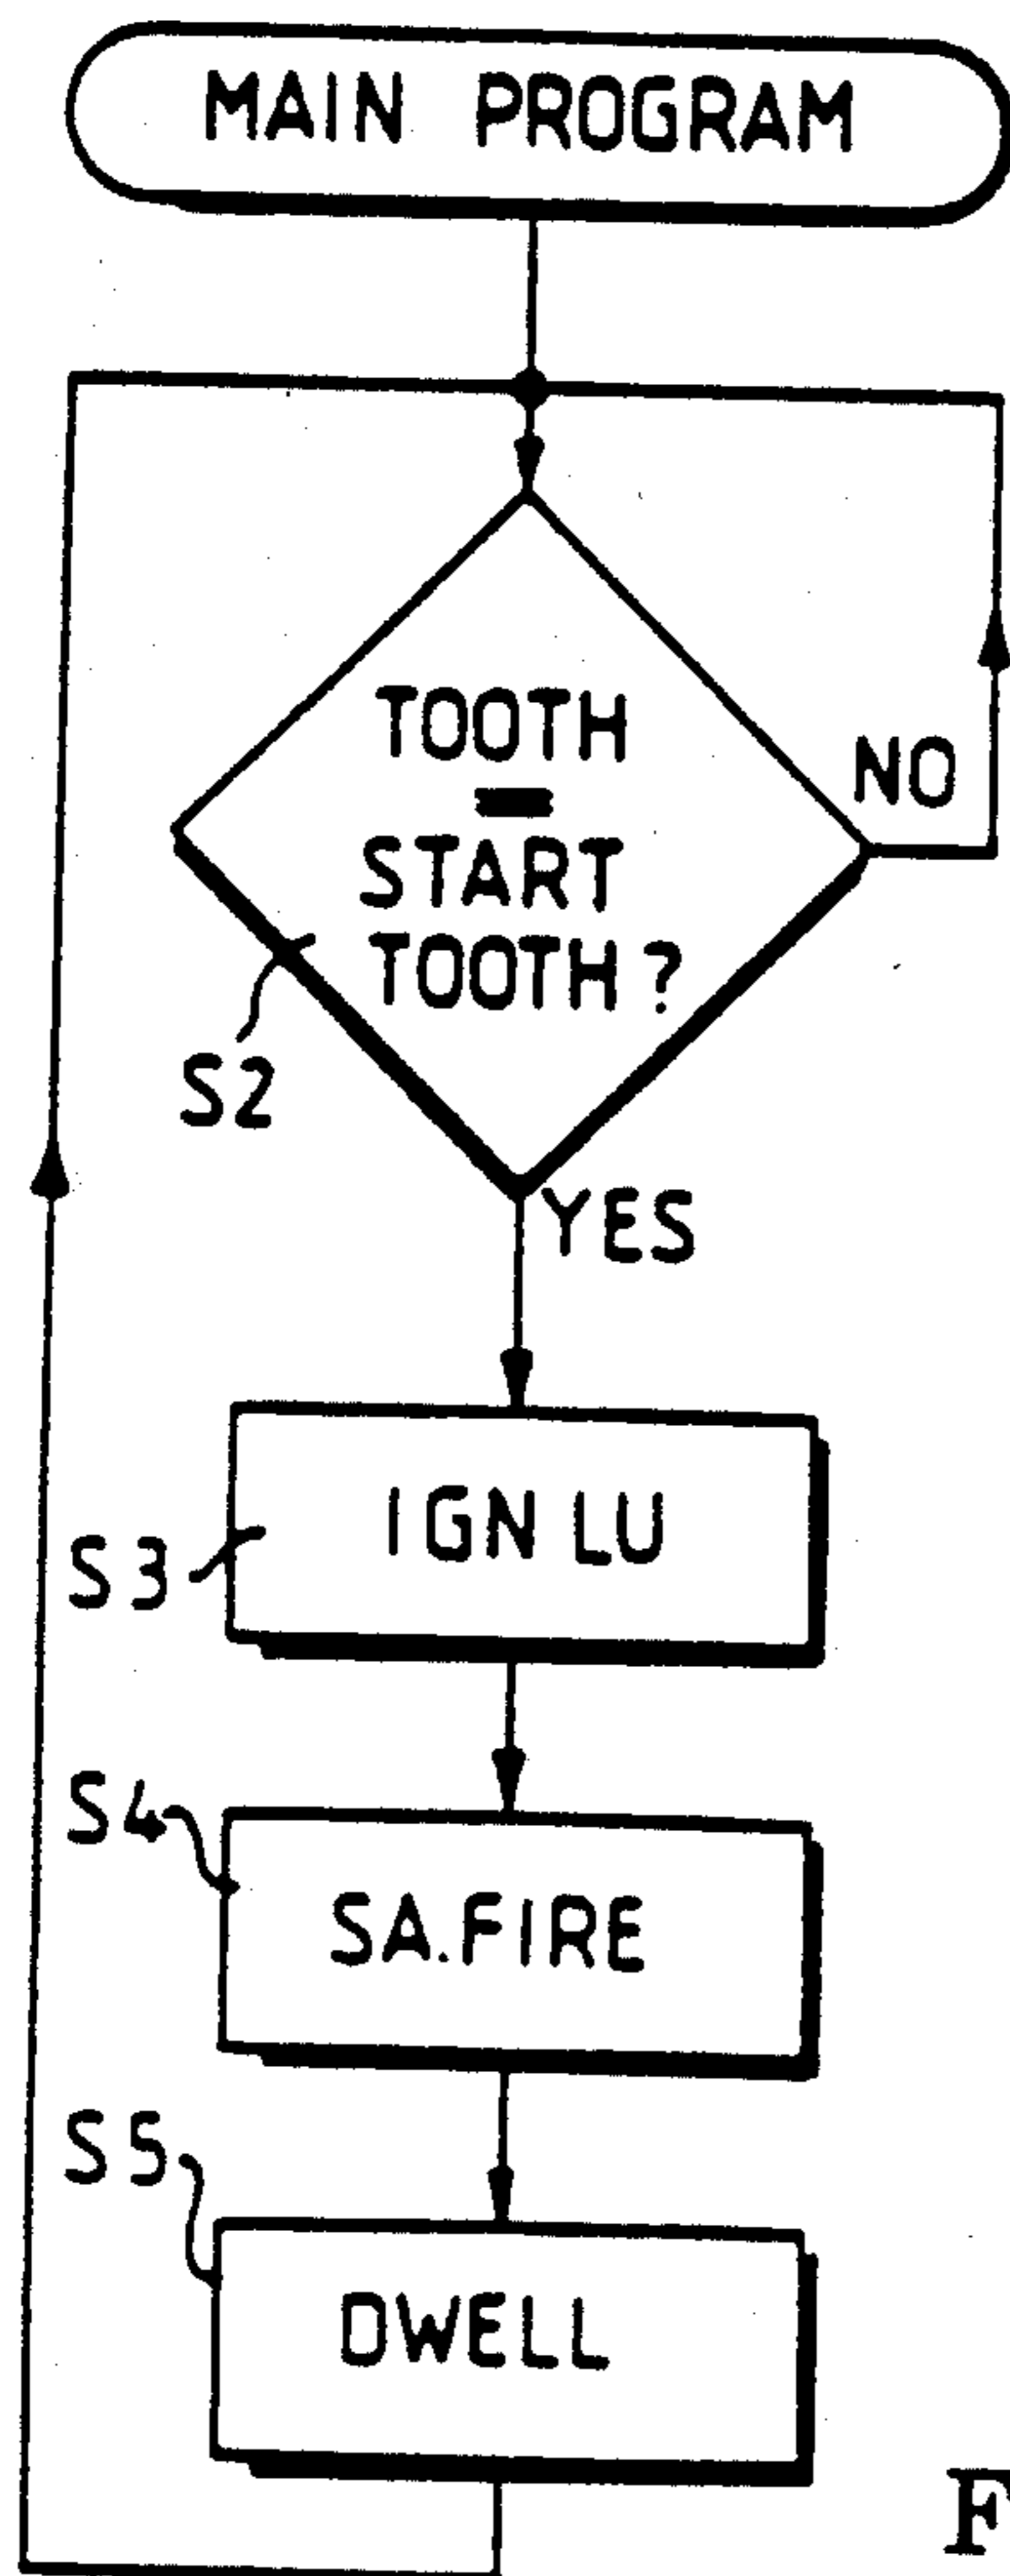 MAIN PROGRAM
TOOTH
=
START
TOOTH?
NO
S2
YES
IGN LU
S3
S4
SA.FIRE
S5
DWELL
F